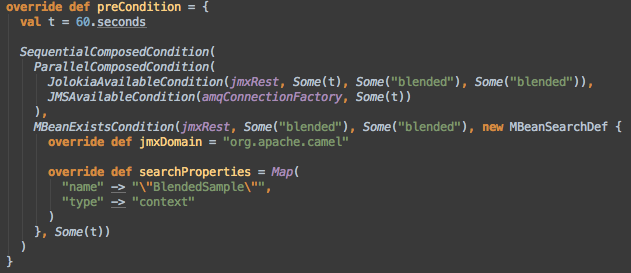 override def preCondition = {
  val t = 60.seconds

  SequentialComposedCondition(
    ParallelComposedCondition(
      JolokiaAvailableCondition(jmxRest, Some(t), Some("blended"), Some("blended")),
      JMSAvailableCondition(amqConnectionFactory, Some(t))
    ),
    MBeanExistsCondition(jmxRest, Some("blended"), Some("blended"), new MBeanSearchDef {
      override def jmxDomain = "org.apache.camel"

      override def searchProperties = Map(
        "name" -> "\"BlendedSample\"",
        "type" -> "context"
      )
    }, Some(t))
  )
}